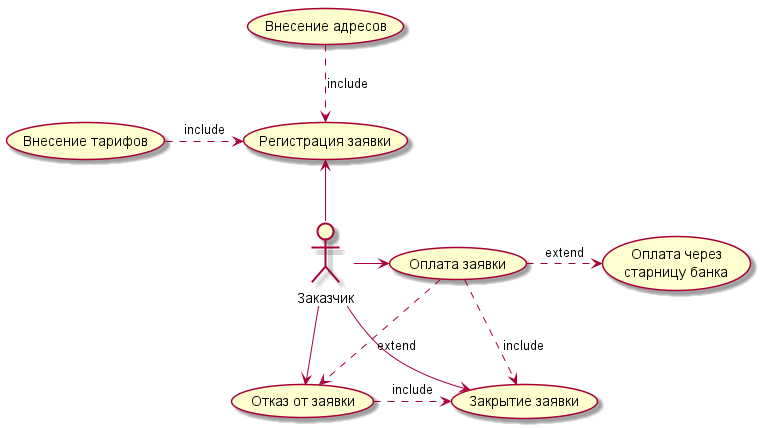 Внесение адресов
include
Внесение тарифов
include
Регистрация заявки
Заказчик
Оплата заявки
extend
Оплата через
старницу банка
extend
include
Отказ от заявки
include
Закрытие заявки